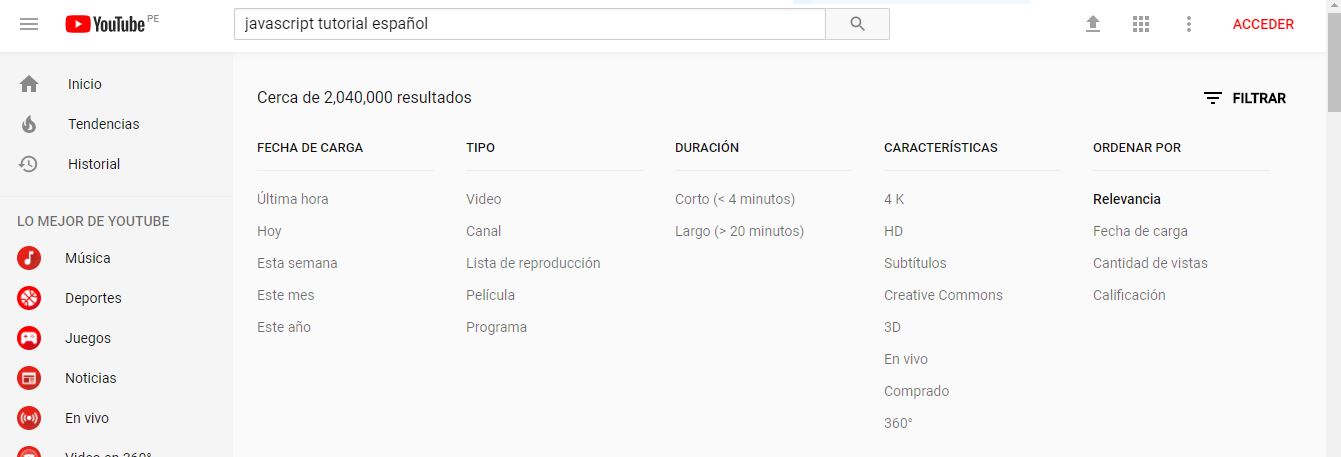 YouTube PE
javascript tutorial español
ACCEDER
Inicio
Tendencias
Historial
LO MEJOR DE YOUTUBE
Música
Deportes
Juegos
Noticias
En vivo
Video en 360°
Cerca de 2,040,000 resultados
FILTRAR
FECHA DE CARGA
Última hora
Hoy
Esta semana
Este mes
Este año
TIPO
Video
Canal
Lista de reproducción
Película
Programa
DURACIÓN
Corto (< 4 minutos)
Largo (> 20 minutos)
CARACTERÍSTICAS
4 K
HD
Subtítulos
Creative Commons
3D
En vivo
Comprado
360°
ORDENAR POR
Relevancia
Fecha de carga
Cantidad de vistas
Calificación